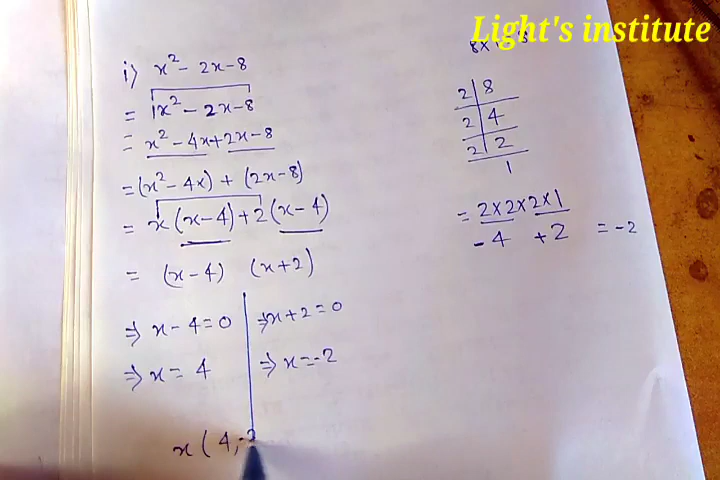 Light's institute
i) x² - 2x - 8
= 1x² - 2x - 8
= x² - 4x + 2x - 8
= (x² - 4x) + (2x - 8)
= x(x - 4) + 2(x - 4)
= (x - 4) (x + 2)
⇒ x - 4 = 0 ⇒ x + 2 = 0
⇒ x = 4 ⇒ x = -2
x (4, -2
2 | 8
2 | 4
2 | 2
1
= 2×2×2×1
-4 +2 = -2